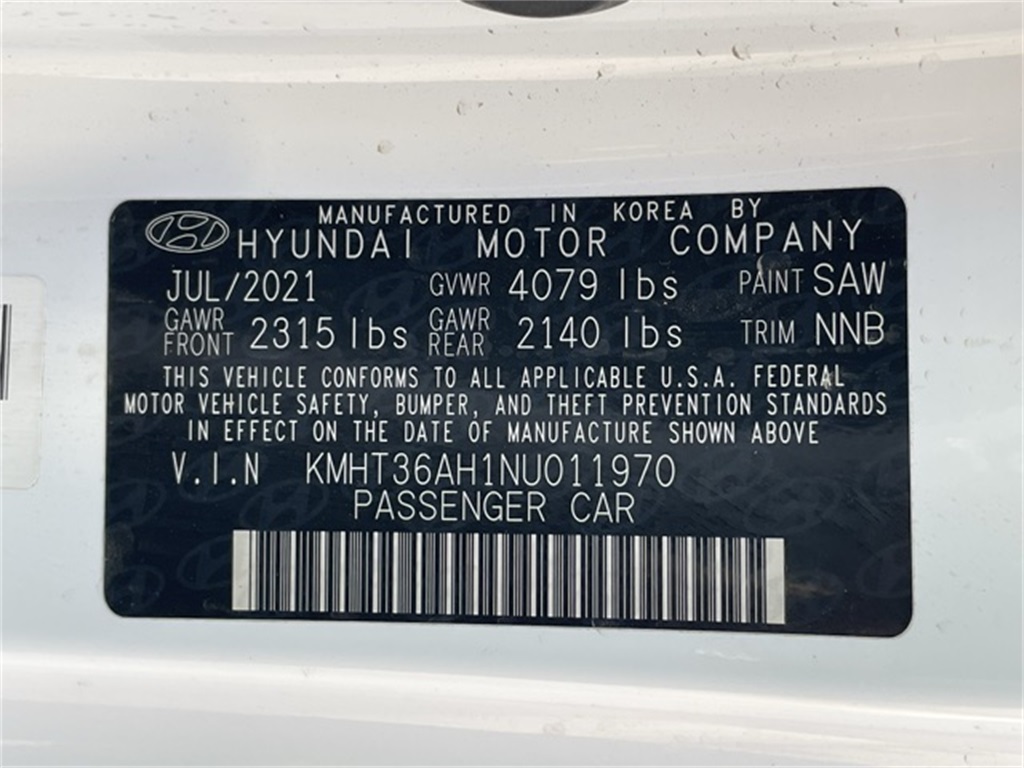 MANUFACTURED IN KOREA BY
HYUNDAI MOTOR COMPANY
JUL/2021 GVWR 4079 lbs PAINT SAW
GAWR FRONT 2315 lbs GAWR REAR 2140 lbs TRIM NNB
THIS VEHICLE CONFORMS TO ALL APPLICABLE U.S.A. FEDERAL
MOTOR VEHICLE SAFETY, BUMPER, AND THEFT PREVENTION STANDARDS
IN EFFECT ON THE DATE OF MANUFACTURE SHOWN ABOVE
V.I.N KMHT36AH1NU011970
PASSENGER CAR